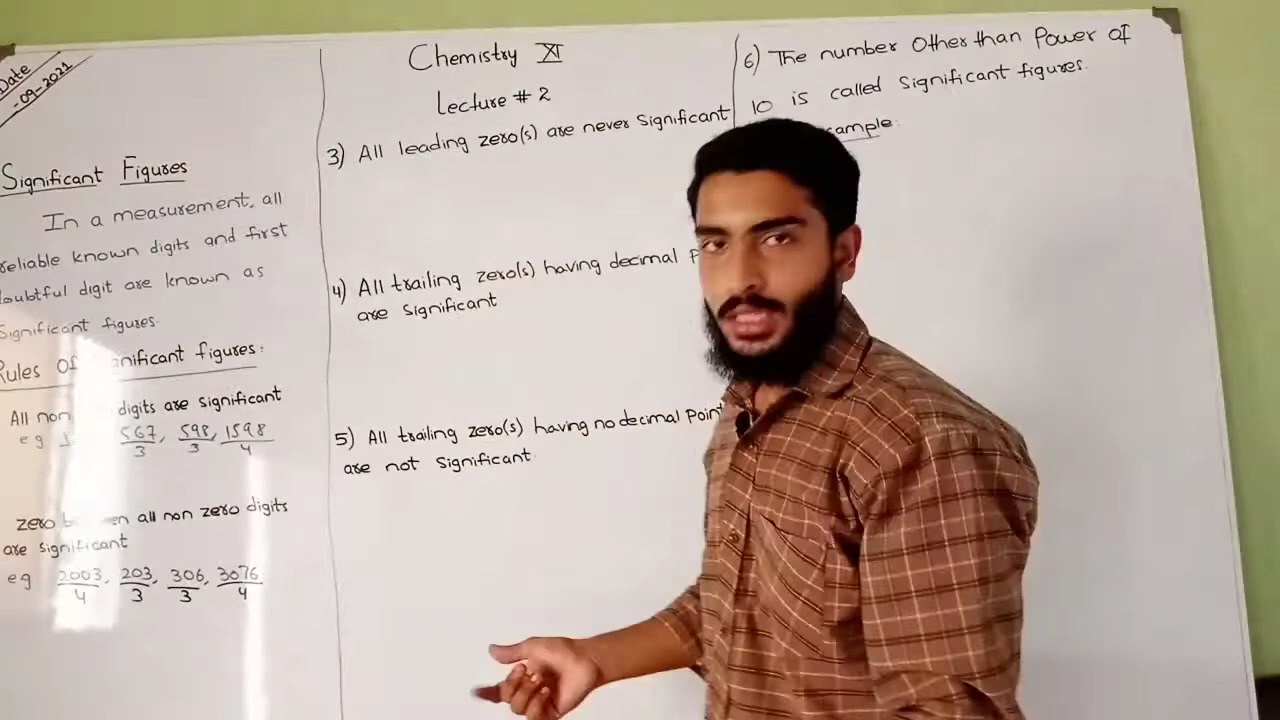 Date
-09-2021
Significant Figures
In a measurement, all
reliable known digits and first
doubtful digit are known as
Significant figures.
Rules of significant figures:
All non digits are significant
eg 567, 598, 1598
3 3 4
zero between all non zero digits
are significant
eg 2003, 203, 306, 3076
4 3 3 4
Chemistry XI
Lecture # 2
3) All leading zero(s) are never significant
4) All trailing zero(s) having decimal
are significant
5) All trailing zero(s) having no decimal point
are not significant.
6) The number other than Power of
10 is called significant figures.